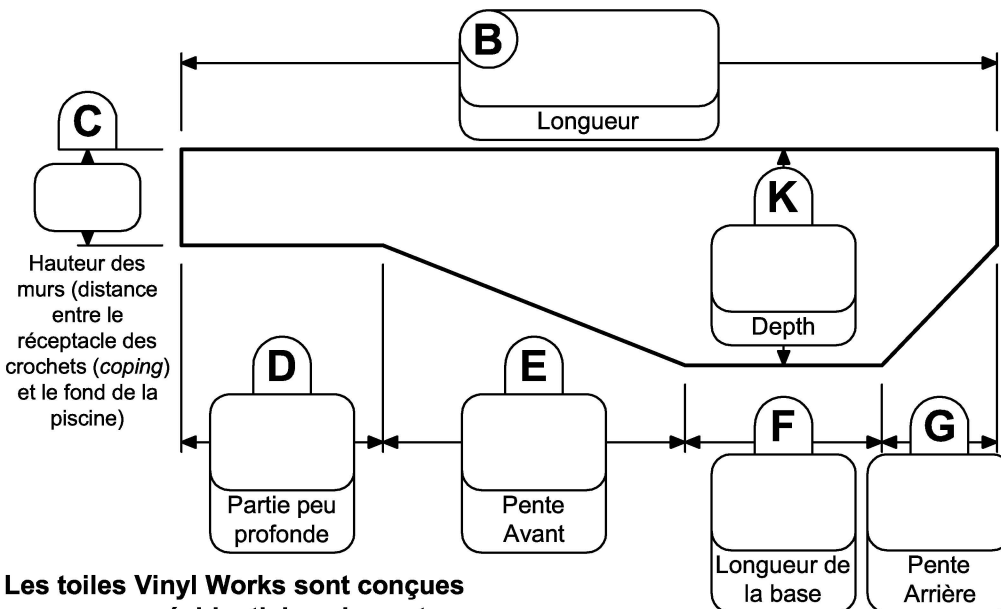 B
Longueur
C
Hauteur des
murs (distance
entre le
réceptacle des
crochets (coping)
et le fond de la
piscine)
K
Depth
D
Partie peu
profonde
E
Pente
Avant
F
Longueur de
la base
G
Pente
Arrière
Les toiles Vinyl Works sont conçues